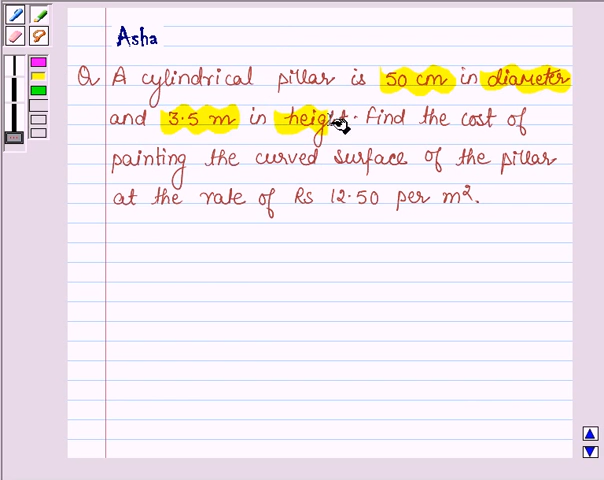 Asha
Q A cylindrical pillar is 50 cm in diameter
and 3.5 m in height. Find the cost of
painting the curved surface of the pillar
at the rate of Rs 12.50 per m².